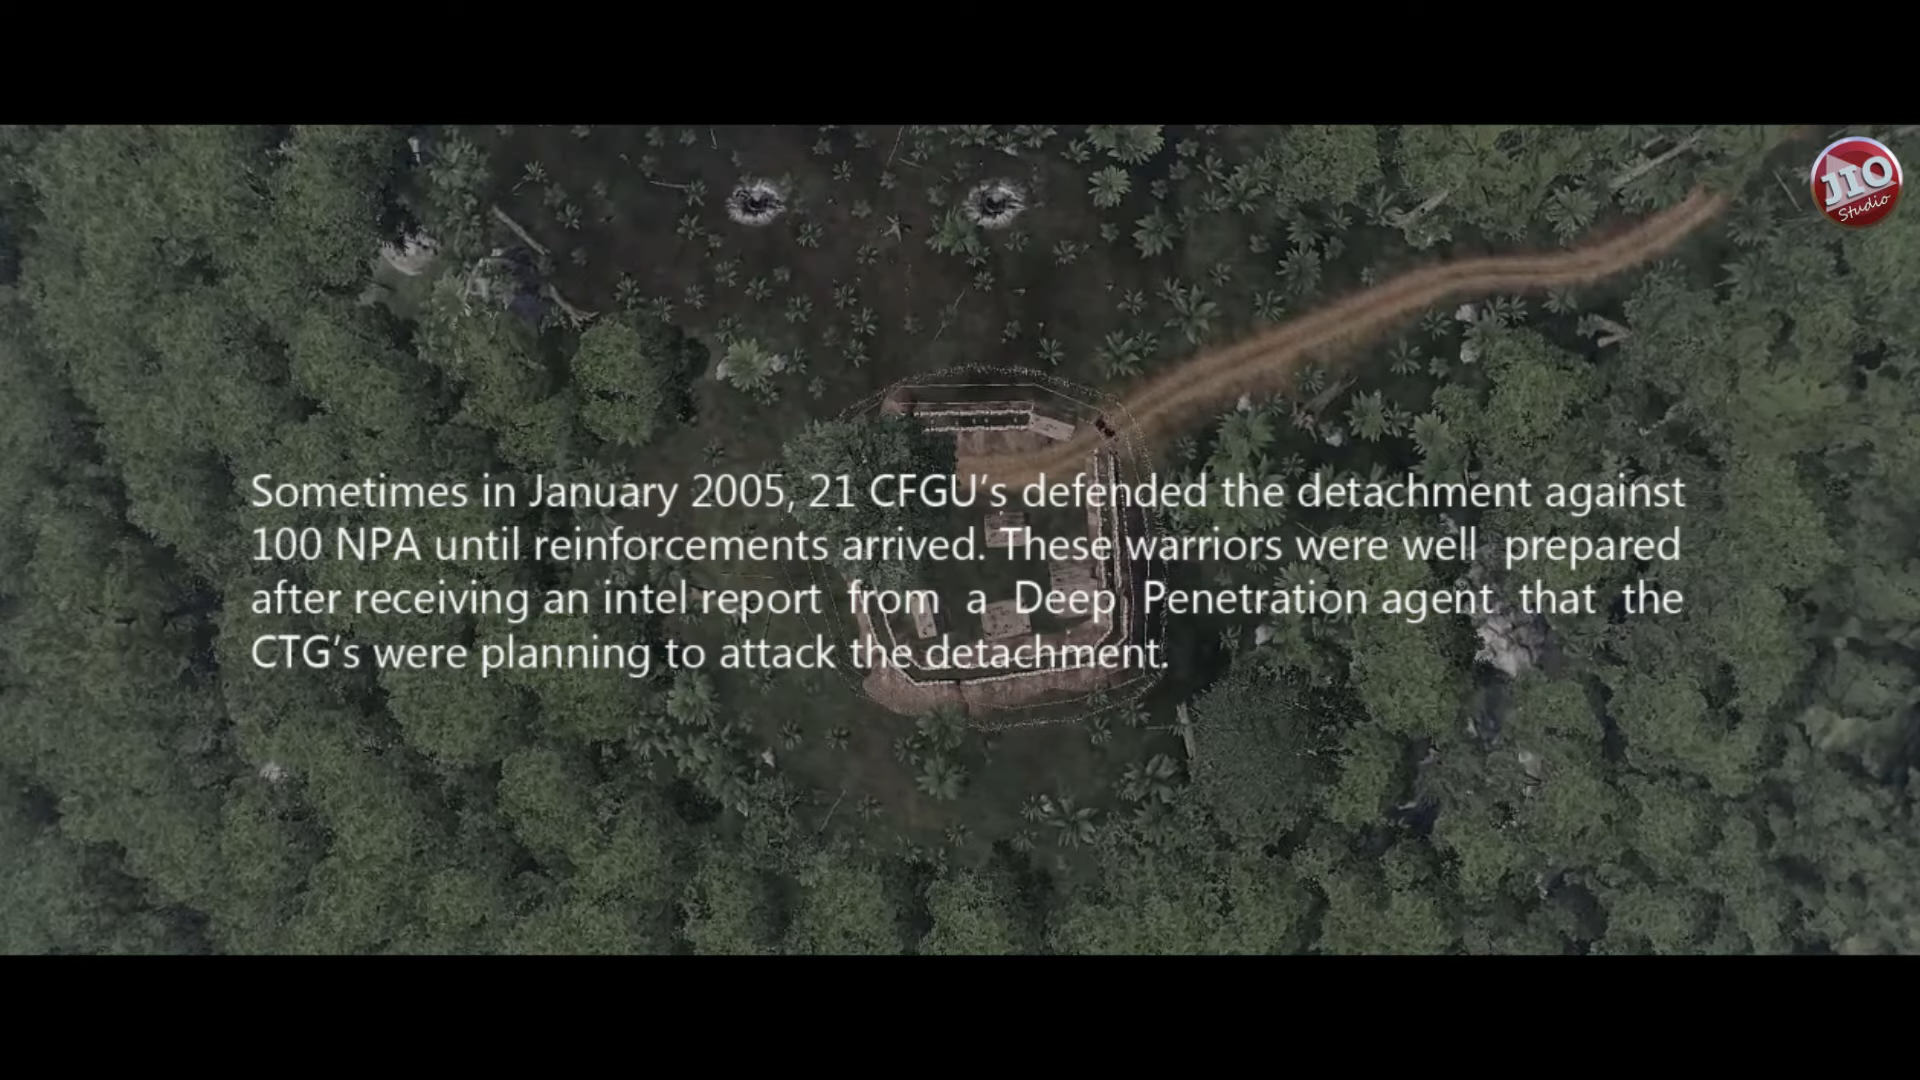 JIO
Studio
Sometimes in January 2005, 21 CFGU's defended the detachment against
100 NPA until reinforcements arrived. These warriors were well prepared
after receiving an intel report from a Deep Penetration agent that the
CTG's were planning to attack the detachment.